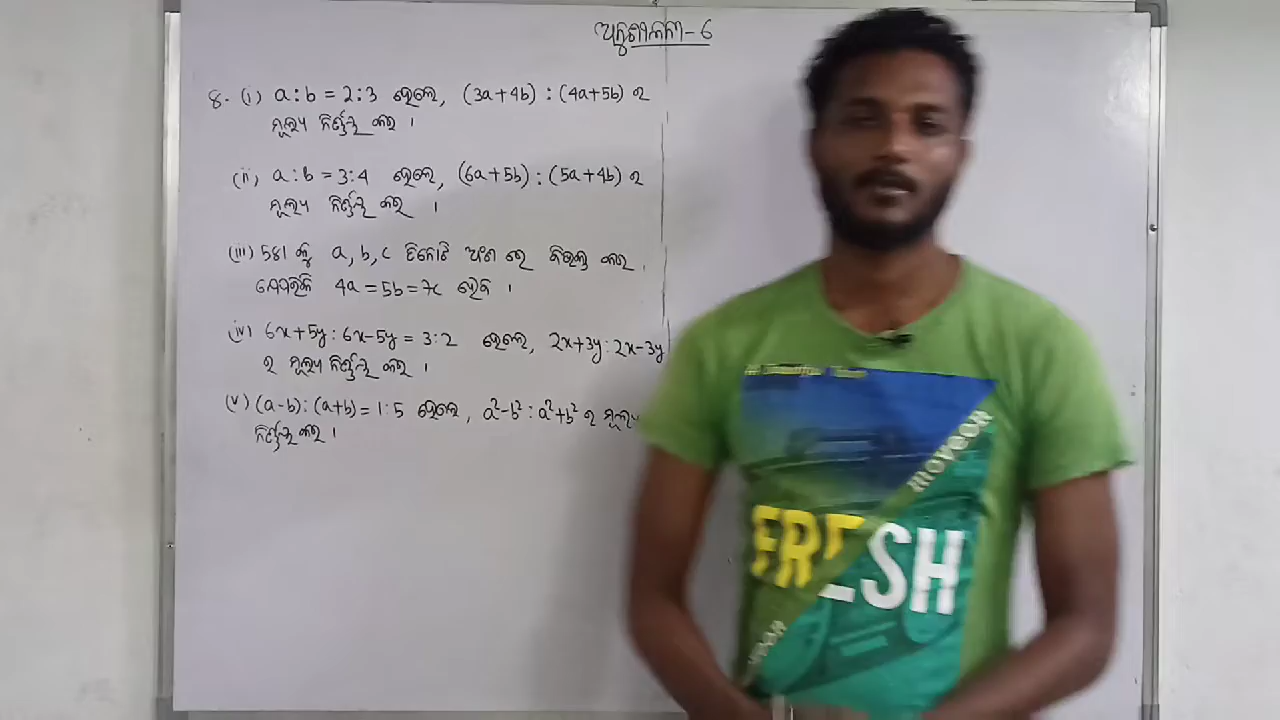 ଅନୁଶୀଳନୀ - 6
8. (i) a : b = 2 : 3 ହେଲେ, (3a+4b) : (4a+5b) ର
ମୂଲ୍ୟ ନିର୍ଣ୍ଣୟ କର ।
(ii) a : b = 3:4 ହେଲେ, (6a+5b) : (5a+4b) ର
ମୂଲ୍ୟ ନିର୍ଣ୍ଣୟ କର ।
(iii) 581 କୁ a, b, c ତିନୋଟି ଅଂଶ ରେ ବିଭକ୍ତ କର
ଯେପରିକି 4a = 5b = 7c ହେବ ।
(iv) 6x+5y : 6x-5y = 3:2 ହେଲେ, 2x+3y : 2x-3y
ର ମୂଲ୍ୟ ନିର୍ଣ୍ଣୟ କର ।
(v) (a-b) : (a+b) = 1:5 ହେଲେ, a²-b² : a²+b² ର ମୂଲ୍ୟ
ନିର୍ଣ୍ଣୟ କର ।
FRESH
moveon